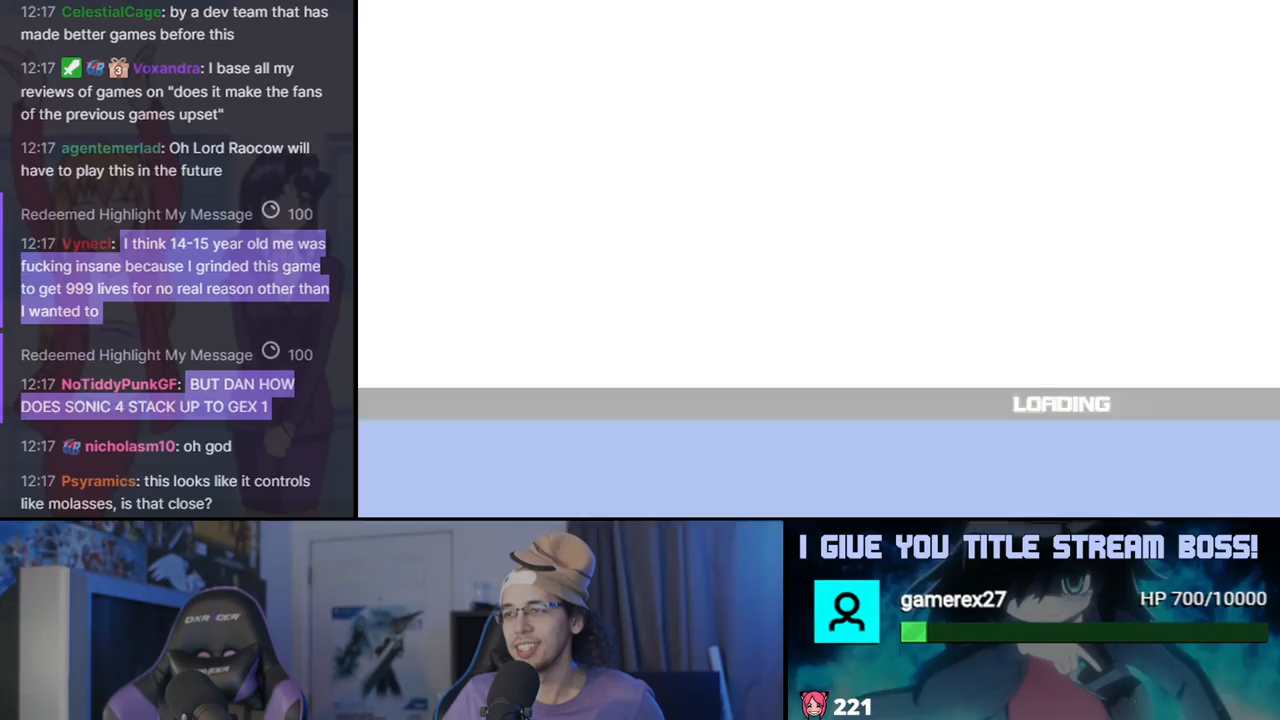 12:17 CelestialCage: by a dev team that has
made better games before this
12:17 Voxandra: I base all my
reviews of games on "does it make the fans
of the previous games upset"
12:17 agentemerlad: Oh Lord Raocow will
have to play this in the future
Redeemed Highlight My Message 100
12:17 Vyneci: I think 14-15 year old me was
fucking insane because I grinded this game
to get 999 lives for no real reason other than
I wanted to
Redeemed Highlight My Message 100
12:17 NoTiddyPunkGF: BUT DAN HOW
DOES SONIC 4 STACK UP TO GEX 1
12:17 nicholasm10: oh god
12:17 Psyramics: this looks like it controls
like molasses, is that close?
LOADING
DXRACER
I GIVE YOU TITLE STREAM BOSS!
gamerex27 HP 700/10000
221